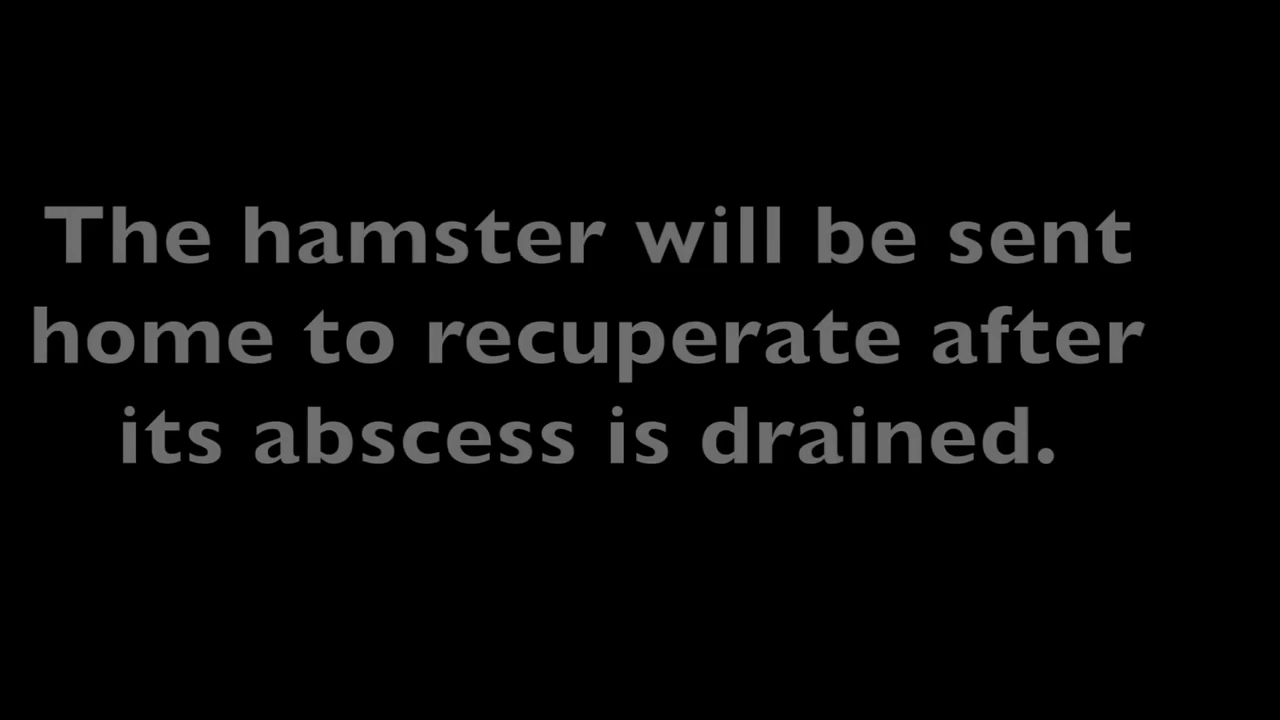 The hamster will be sent
home to recuperate after
its abscess is drained.